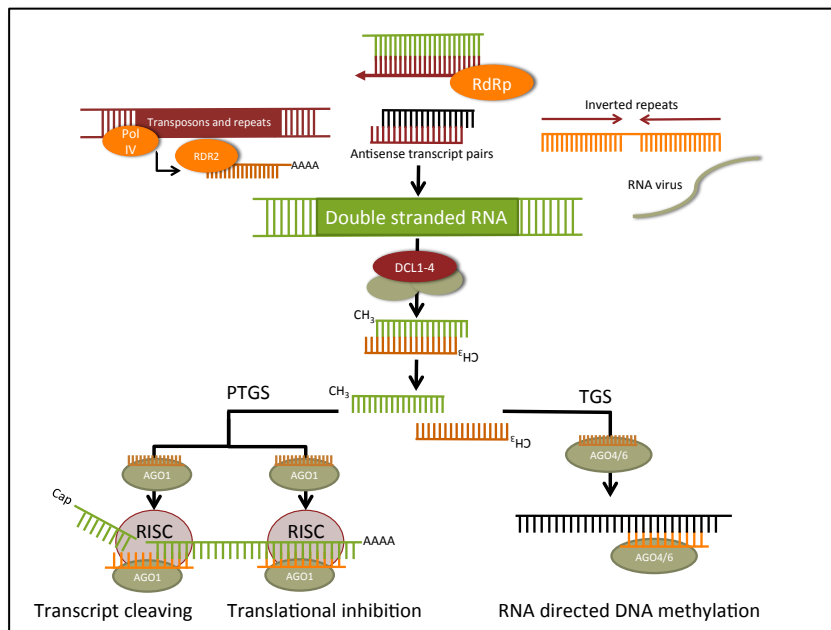 RdRp
Transposons and repeats
Pol
IV
RDR2
AAAA
Antisense transcript pairs
Inverted repeats
RNA virus
Double stranded RNA
DCL1-4
CH3
CH3
PTGS
CH3
TGS
CH3
AGO1
AGO1
AGO4/6
Cap
RISC
RISC
AAAA
AGO1
AGO1
AGO4/6
Transcript cleaving
Translational inhibition
RNA directed DNA methylation